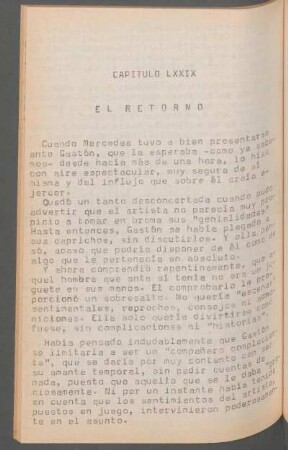 CAPITULO LXXIX
EL RETORNO
Cuando Mercedes tuvo a bien presentarse
ante Gastón, que la esperaba -como ya sabe-
mos- desde hacía más de una hora, lo hizo
con aire espectacular, muy segura de sí
misma y del influjo que sobre él creía e-
jercer.
Quedó un tanto desconcertada cuando pudo
advertir que el artista no parecía muy pro-
picio a tomar en broma sus "genialidades".
Hasta entonces, Gastón se había plegado a
sus caprichos, sin discutirlos. Y ella pen-
só, acaso que podría disponer de él como de
algo que le pertenecía en absoluto.
Y ahora comprendió repentinamente, que a-
quel hombre que ante sí tenía no era un ju-
guete en sus manos. El comprobarlo le pro-
porcionó un sobresalto. No quería "escenas"
sentimentales, reproches, consejos ni
Ella sólo quería divertirse como
fuese, sin complicaciones ni "historias".
Había pensado indudablemente que Gastón
se limitaría a ser un "compañero complacien-
te", que se daría por muy contento con ser
su amante temporal, sin pedir cuentas de
nada, puesto que aquello que se le daba
Ni por un instante había tenido
en cuenta que los sentimientos del artista,
puestos en juego, intervinieron poderosamen-
te en el asunto.